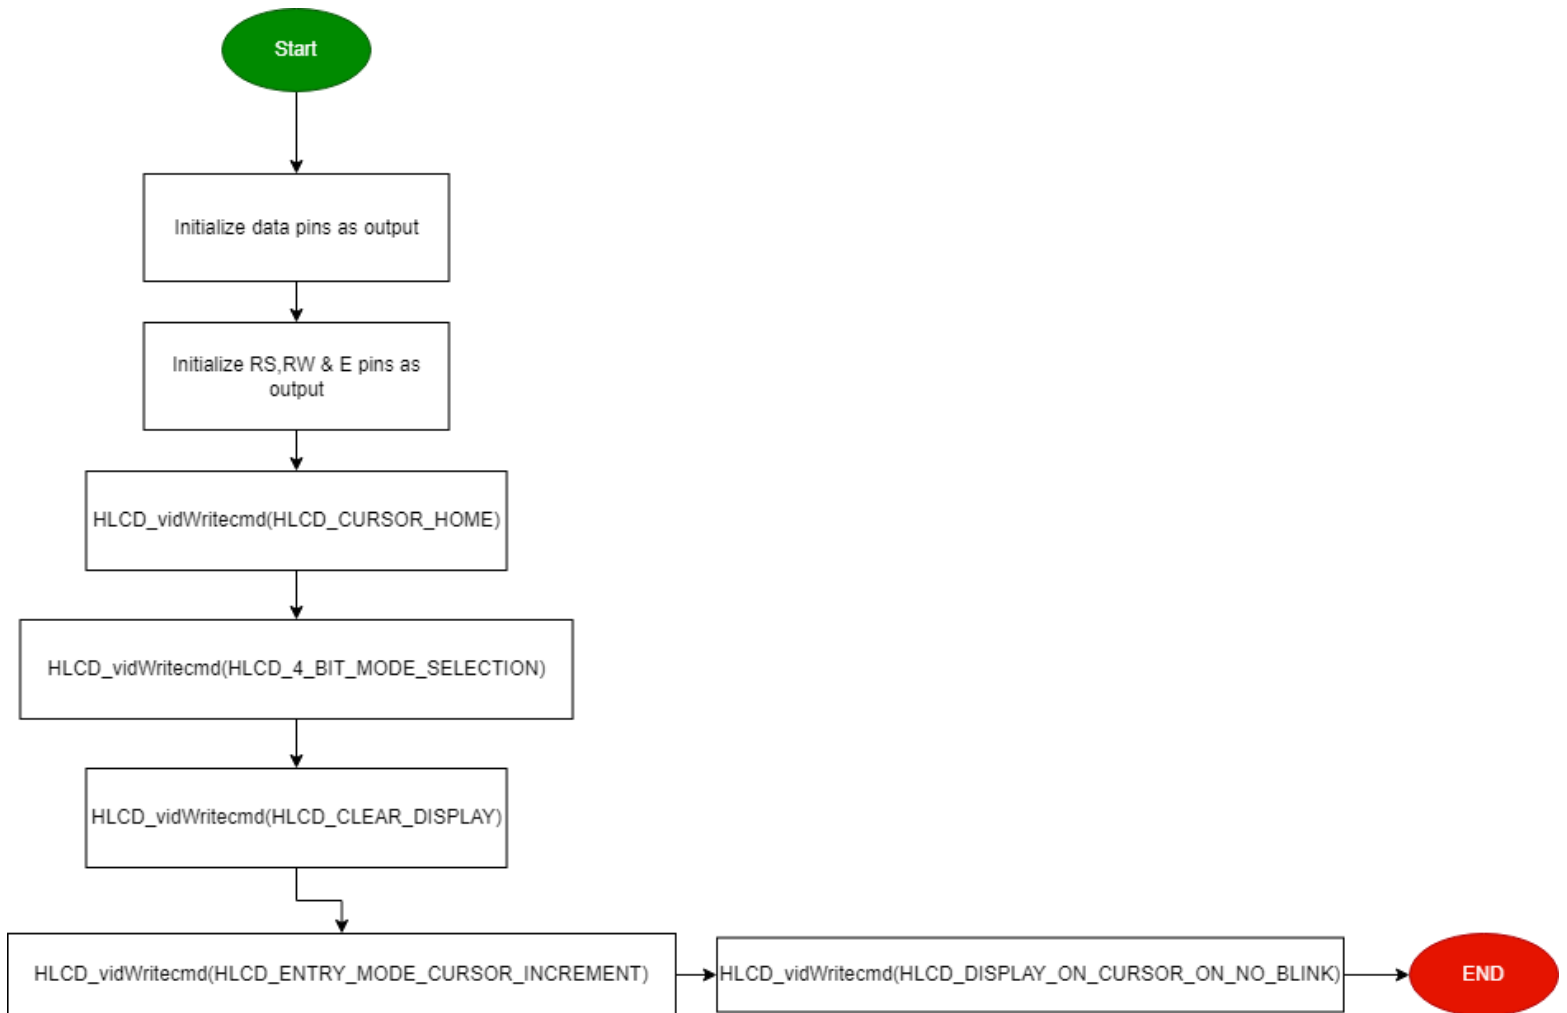 Start
Initialize data pins as output
Initialize RS,RW & E pins as
output
HLCD_vidWritecmd(HLCD_CURSOR_HOME)
HLCD_vidWritecmd(HLCD_4_BIT_MODE_SELECTION)
HLCD_vidWritecmd(HLCD_CLEAR_DISPLAY)
HLCD_vidWritecmd(HLCD_ENTRY_MODE_CURSOR_INCREMENT)
HLCD_vidWritecmd(HLCD_DISPLAY_ON_CURSOR_ON_NO_BLINK)
END